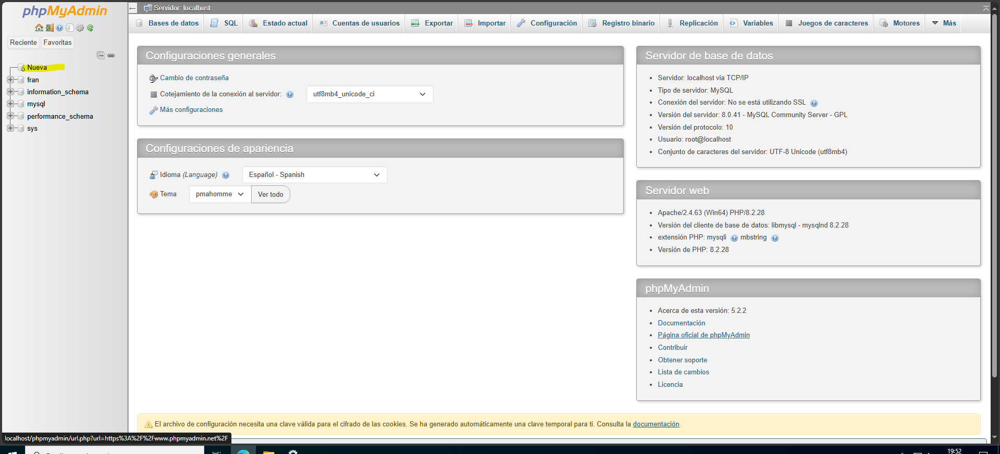 phpMyAdmin
Reciente
Favoritas
Nueva
fran
information_schema
mysql
performance_schema
sys
Servidor: localhost
Bases de datos
SQL
Estado actual
Cuentas de usuarios
Exportar
Importar
Configuración
Registro binario
Replicación
Variables
Juegos de caracteres
Motores
Más
Configuraciones generales
Cambio de contraseña
Cotejamiento de la conexión al servidor:
utf8mb4_unicode_ci
Más configuraciones
Configuraciones de apariencia
Idioma (Language)
Español - Spanish
Tema
pmahomme
Ver todo
Servidor de base de datos
Servidor: localhost via TCP/IP
Tipo de servidor: MySQL
Conexión del servidor: No se está utilizando SSL
Versión del servidor: 8.0.41 - MySQL Community Server - GPL
Versión del protocolo: 10
Usuario: root@localhost
Conjunto de caracteres del servidor: UTF-8 Unicode (utf8mb4)
Servidor web
Apache/2.4.63 (Win64) PHP/8.2.28
Versión del cliente de base de datos: libmysql - mysqlnd 8.2.28
extensión PHP: mysqli mbstring
Versión de PHP: 8.2.28
phpMyAdmin
Acerca de esta versión: 5.2.2
Documentación
Página oficial de phpMyAdmin
Contribuir
Obtener soporte
Lista de cambios
Licencia
El archivo de configuración necesita una clave válida para el cifrado de las cookies. Se ha generado automáticamente una clave temporal para ti. Consulta la documentación.
localhost/phpmyadmin/url.php?url=https%3A%2F%2Fwww.phpmyadmin.net%2F
19:52